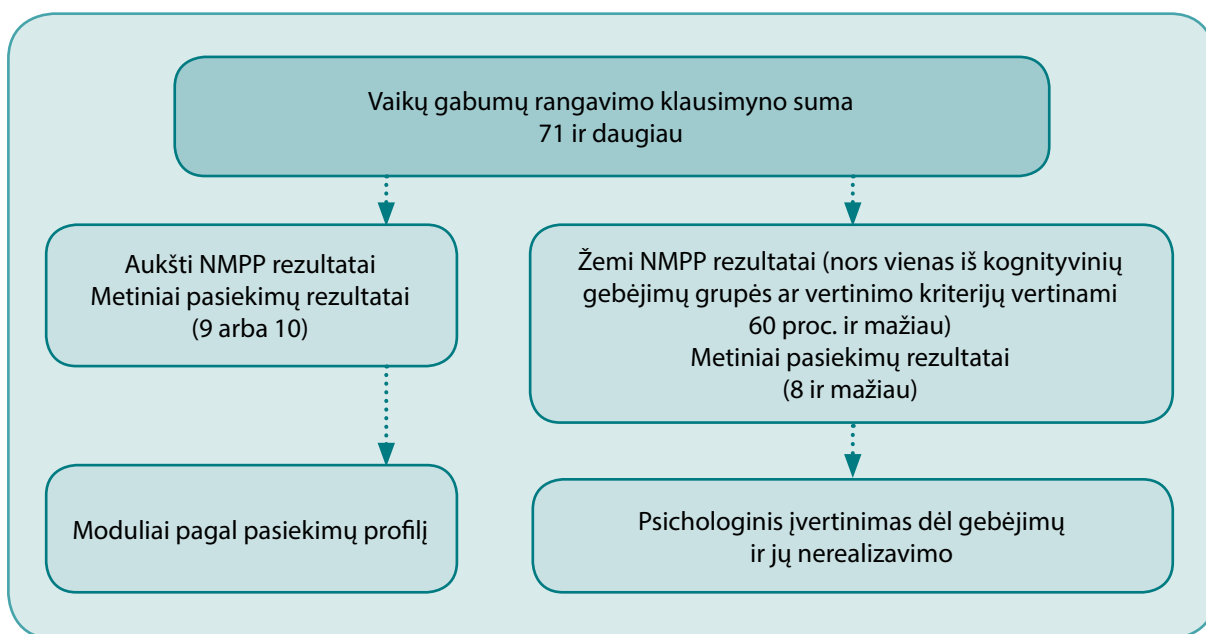 Vaikų gabumų rangavimo klausimyno suma
71 ir daugiau
Aukšti NMPP rezultatai
Metiniai pasiekimų rezultatai
(9 arba 10)
Žemi NMPP rezultatai (nors vienas iš kognityvinių
gebėjimų grupės ar vertinimo kriterijų vertinami
60 proc. ir mažiau)
Metiniai pasiekimų rezultatai
(8 ir mažiau)
Moduliai pagal pasiekimų profilį
Psichologinis įvertinimas dėl gebėjimų
ir jų nerealizavimo